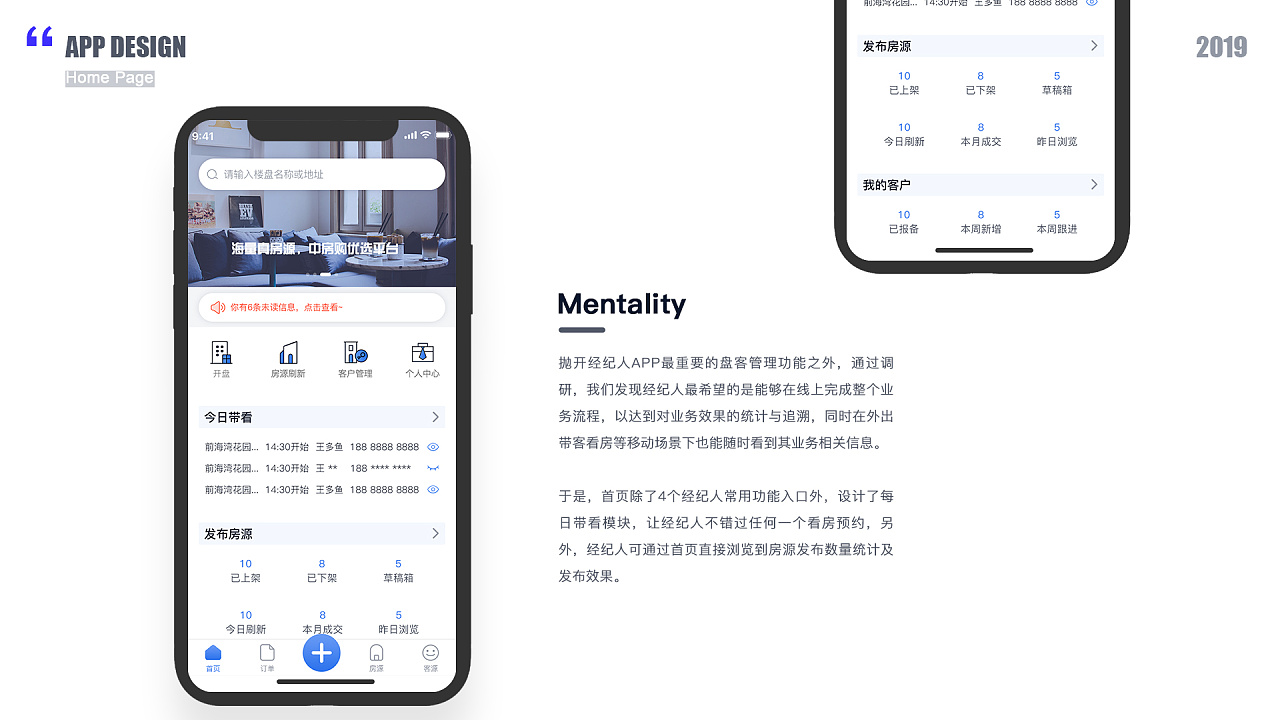 APP DESIGN
Home Page
2019
9:41
请输入楼盘名称或地址
海量真房源，中房购优选平台
你有6条未读信息，点击查看~
开盘
房源刷新
客户管理
个人中心
今日带看
前海湾花园... 14:30开始 王多鱼 188 8888 8888
前海湾花园... 14:30开始 王 ** 188 **** ****
前海湾花园... 14:30开始 王多鱼 188 8888 8888
发布房源
10 8 5
已上架 已下架 草稿箱
10 8 5
今日刷新 本月成交 昨日浏览
首页 订单 房源 客源
前海湾花园... 14:30开始 王多鱼 188 8888 8888
发布房源
10 8 5
已上架 已下架 草稿箱
10 8 5
今日刷新 本月成交 昨日浏览
我的客户
10 8 5
已报备 本周新增 本周跟进
Mentality
抛开经纪人APP最重要的盘客管理功能之外，通过调
研，我们发现经纪人最希望的是能够在线上完成整个业
务流程，以达到对业务效果的统计与追溯，同时在外出
带客看房等移动场景下也能随时看到其业务相关信息。
于是，首页除了4个经纪人常用功能入口外，设计了每
日带看模块，让经纪人不错过任何一个看房预约，另
外，经纪人可通过首页直接浏览到房源发布数量统计及
发布效果。